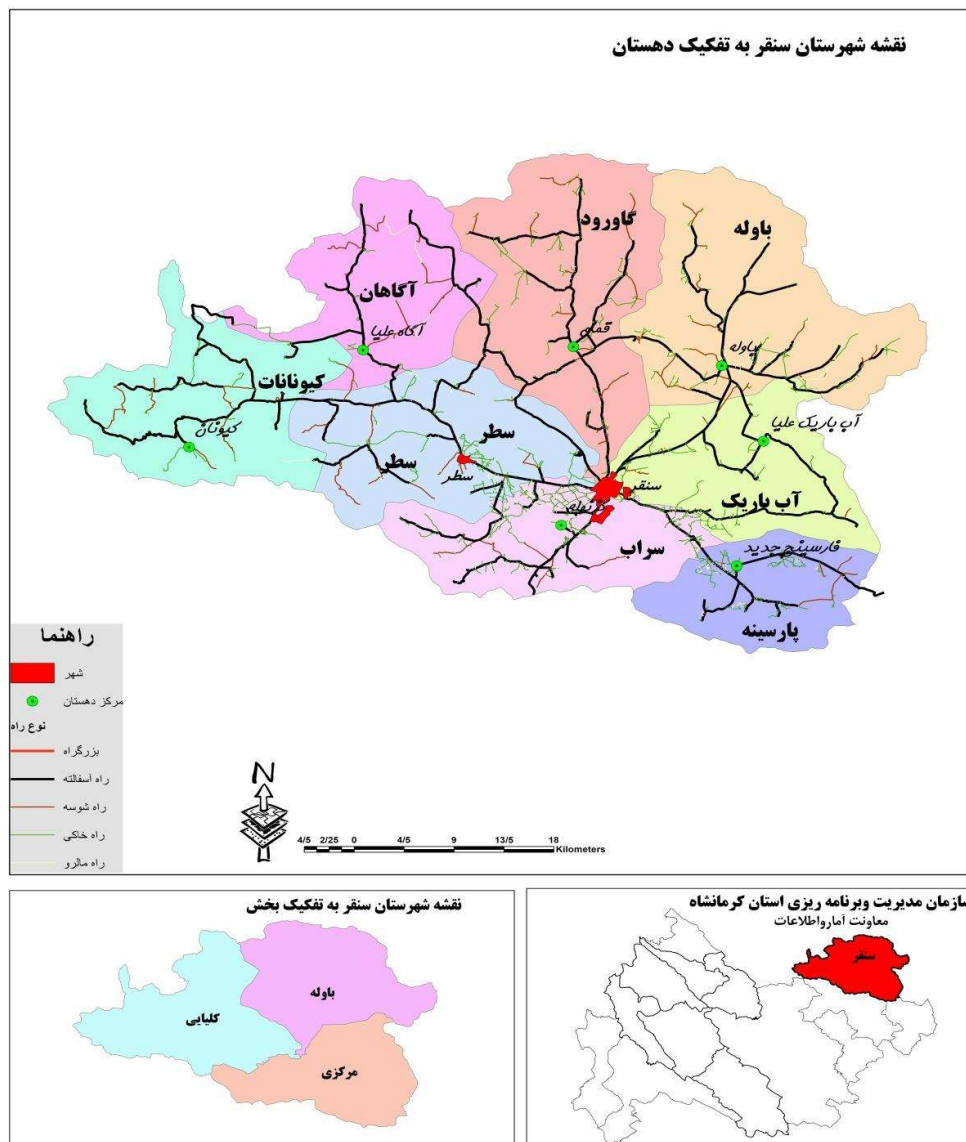 نقشه شهرستان سنقر به تفکیک دهستان
گاورود
باوله
آگاهان
آگاه علیا
باوله
کیونانات
کیونان
سطر
سطر
سطر
آب باریک علیا
سنقر
آب باریک
سراب
فارسینج جدید
پارسینه
راهنما
شهر
مرکز دهستان
نوع راه
بزرگراه
راه آسفالته
راه شوسه
راه خاکی
راه مالرو
N
4/5 2/25 0 4/5 9 13/5 18
Kilometers
نقشه شهرستان سنقر به تفکیک بخش
باوله
کلیایی
مرکزی
سازمان مدیریت وبرنامه ریزی استان کرمانشاه
معاونت آمارواطلاعات
سنقر